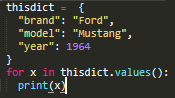 thisdict = {
  "brand": "Ford",
  "model": "Mustang",
  "year": 1964
}
for x in thisdict.values():
  print(x)